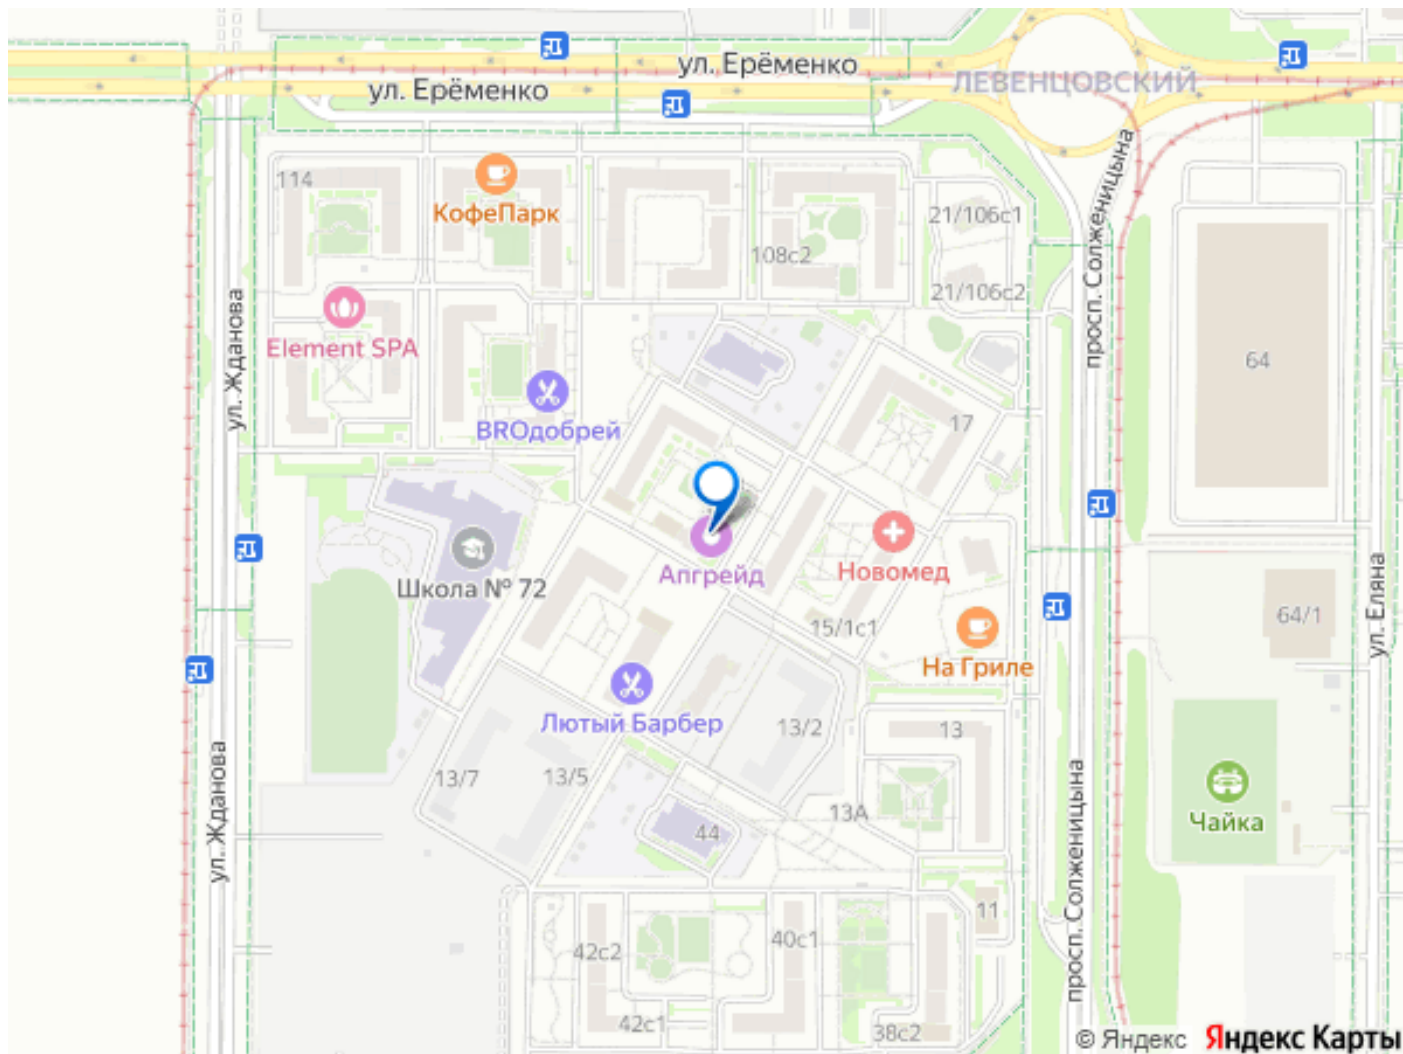 ул. Ерёменко
ул. Ерёменко
ЛЕВЕНЦОВСКИЙ
просп. Солженицына
114
КофеПарк
21/106с1
108с2
21/106с2
ул. Жданова
Element SPA
64
BROдобрей
17
Апгрейд
Новомед
Школа № 72
15/1с1
64/1
ул. Еляна
На Гриле
Лютый Барбер
13/2
13
13/7
13/5
ул. Жданова
13А
Чайка
44
просп. Солженицына
11
42с2
40с1
42с1
38с2
© Яндекс Яндекс Карты